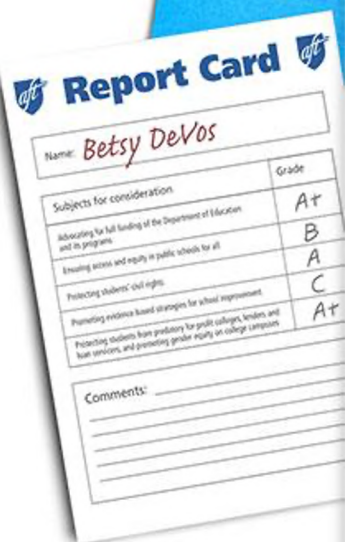 aft
Report Card
aft
Name: Betsy DeVos
Subjects for consideration
Grade
Advocating for full funding of the Department of Education
and its programs
A+
Ensuring access and equity in public schools for all
B
Protecting students' civil rights
A
Promoting evidence based strategies for school improvement
C
Protecting students from predatory for profit colleges, lenders and
loan servicers, and promoting gender equity on college campuses
A+
Comments: